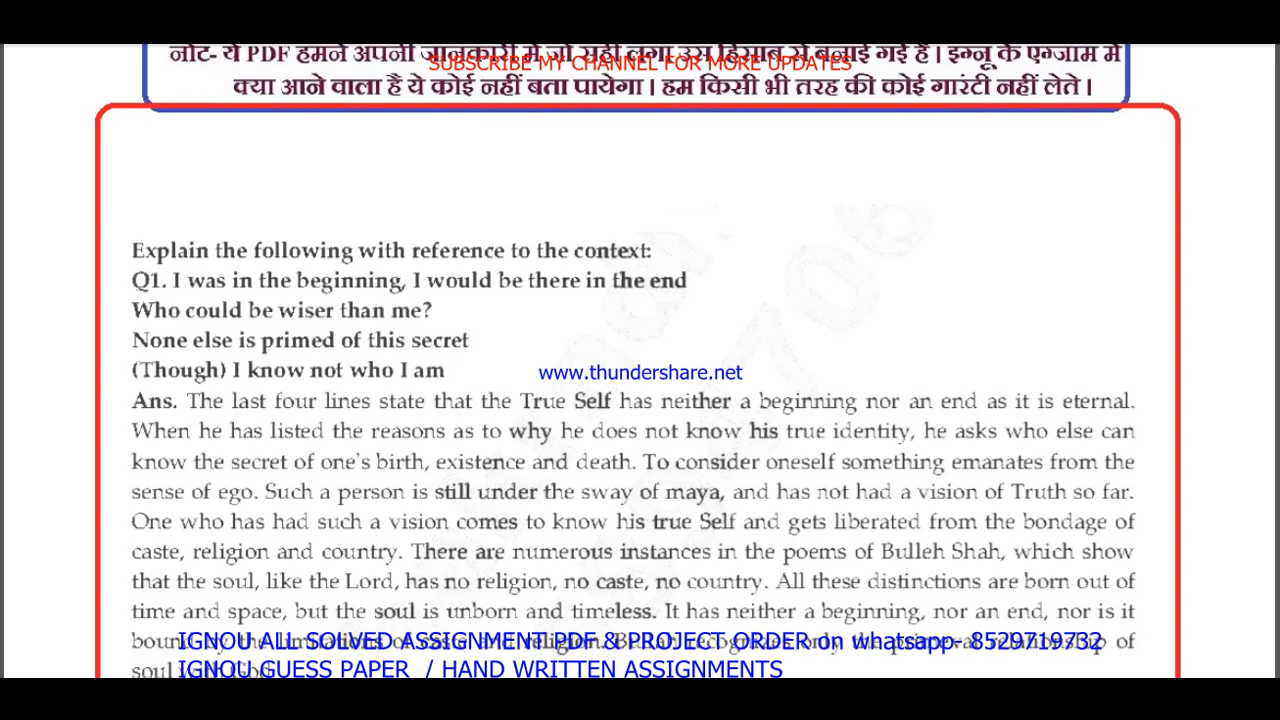 नोट- ये PDF हमने अपनी जानकारी में जो सही लगा उस हिसाब से बनाई गई है। इग्नू के एग्जाम में
SUBSCRIBE MY CHANNEL FOR MORE UPDATES
क्या आने वाला है ये कोई नहीं बता पायेगा। हम किसी भी तरह की कोई गारंटी नहीं लेते।
Explain the following with reference to the context:
Q1. I was in the beginning, I would be there in the end
Who could be wiser than me?
None else is primed of this secret
(Though) I know not who I am
www.thundershare.net
Ans. The last four lines state that the True Self has neither a beginning nor an end as it is eternal.
When he has listed the reasons as to why he does not know his true identity, he asks who else can
know the secret of one's birth, existence and death. To consider oneself something emanates from the
sense of ego. Such a person is still under the sway of maya, and has not had a vision of Truth so far.
One who has had such a vision comes to know his true Self and gets liberated from the bondage of
caste, religion and country. There are numerous instances in the poems of Bulleh Shah, which show
that the soul, like the Lord, has no religion, no caste, no country. All these distinctions are born out of
time and space, but the soul is unborn and timeless. It has neither a beginning, nor an end, nor is it
bound by the limitations of religion. of
IGNOU ALL SOLVED ASSIGNMENT PDF & PROJECT ORDER on whatsapp- 8529719732
soul
IGNOU GUESS PAPER / HAND WRITTEN ASSIGNMENTS